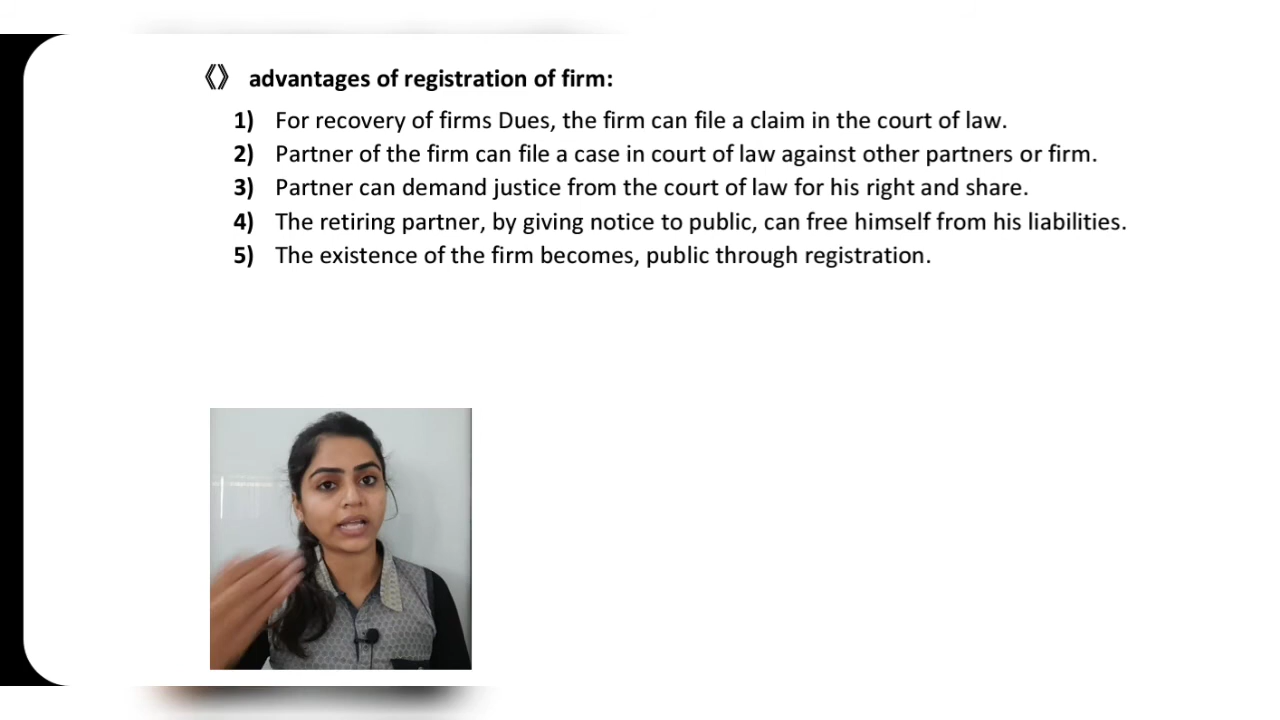 《》 advantages of registration of firm:
1) For recovery of firms Dues, the firm can file a claim in the court of law.
2) Partner of the firm can file a case in court of law against other partners or firm.
3) Partner can demand justice from the court of law for his right and share.
4) The retiring partner, by giving notice to public, can free himself from his liabilities.
5) The existence of the firm becomes, public through registration.